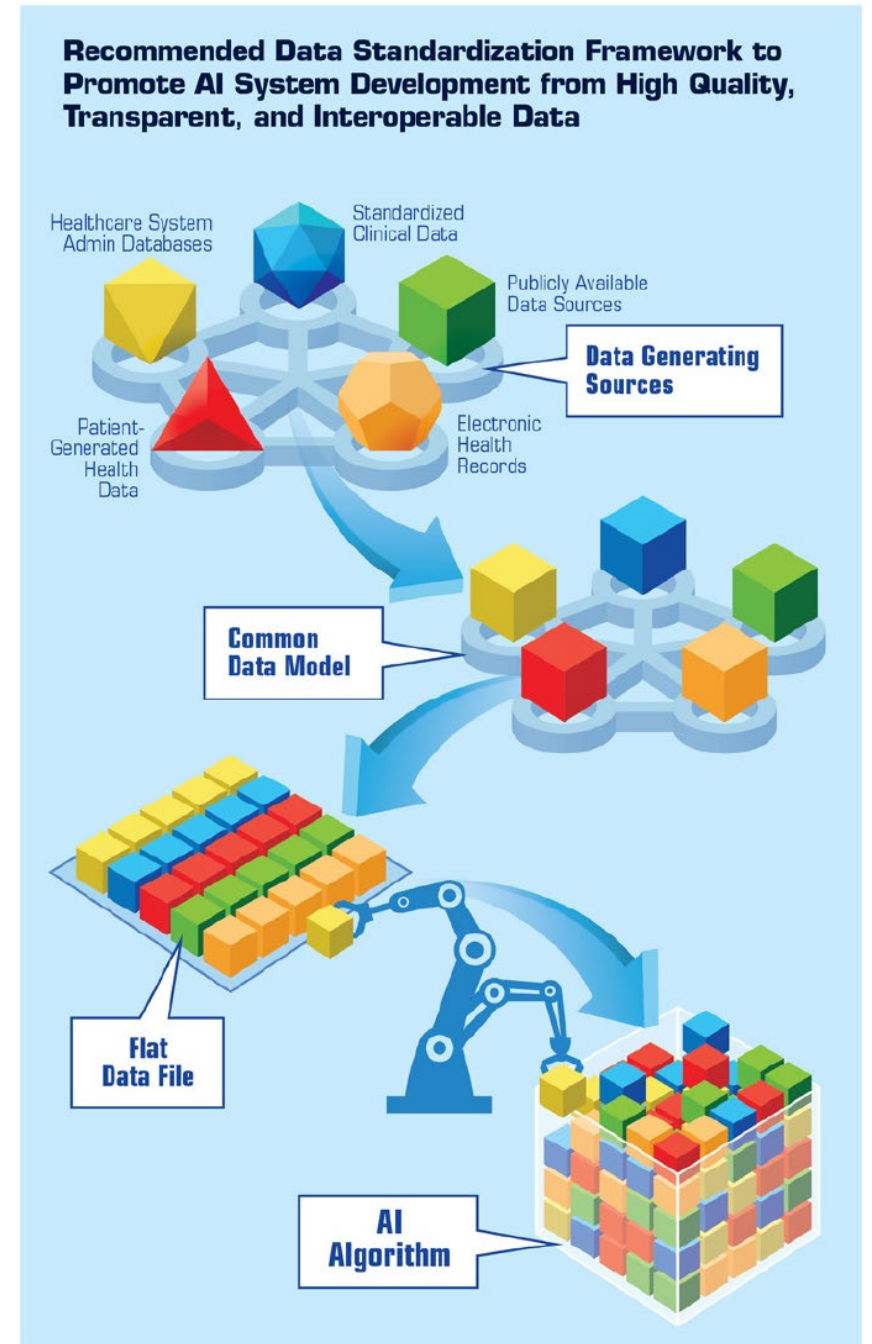 Recommended Data Standardization Framework to
Promote AI System Development from High Quality,
Transparent, and Interoperable Data
Healthcare System
Admin Databases
Standardized
Clinical Data
Publicly Available
Data Sources
Data Generating
Sources
Patient-
Generated
Health
Data
Electronic
Health
Records
Common
Data Model
Flat
Data File
AI
Algorithm